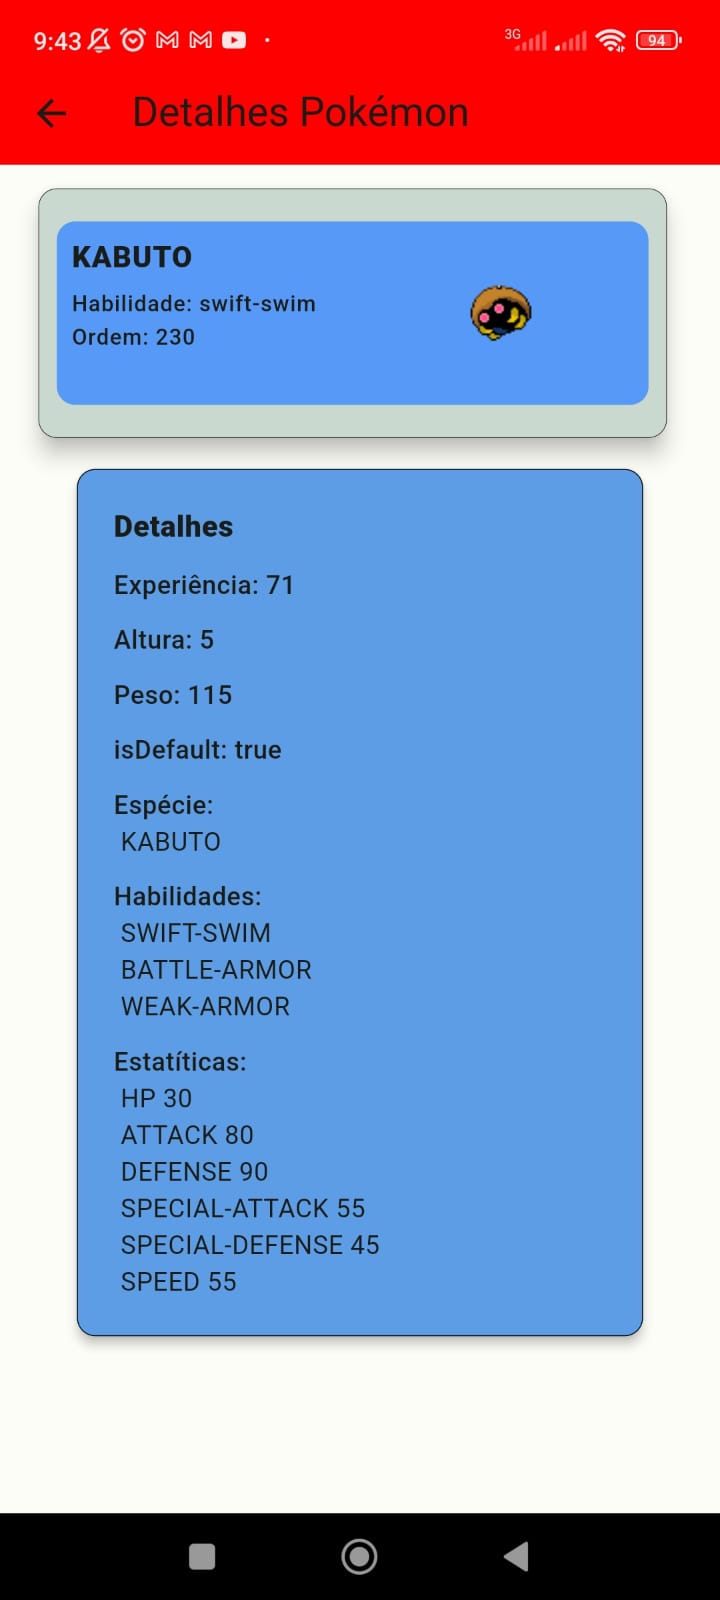 9:43
3G
94
Detalhes Pokémon
KABUTO
Habilidade: swift-swim
Ordem: 230
Detalhes
Experiência: 71
Altura: 5
Peso: 115
isDefault: true
Espécie:
KABUTO
Habilidades:
SWIFT-SWIM
BATTLE-ARMOR
WEAK-ARMOR
Estatíticas:
HP 30
ATTACK 80
DEFENSE 90
SPECIAL-ATTACK 55
SPECIAL-DEFENSE 45
SPEED 55